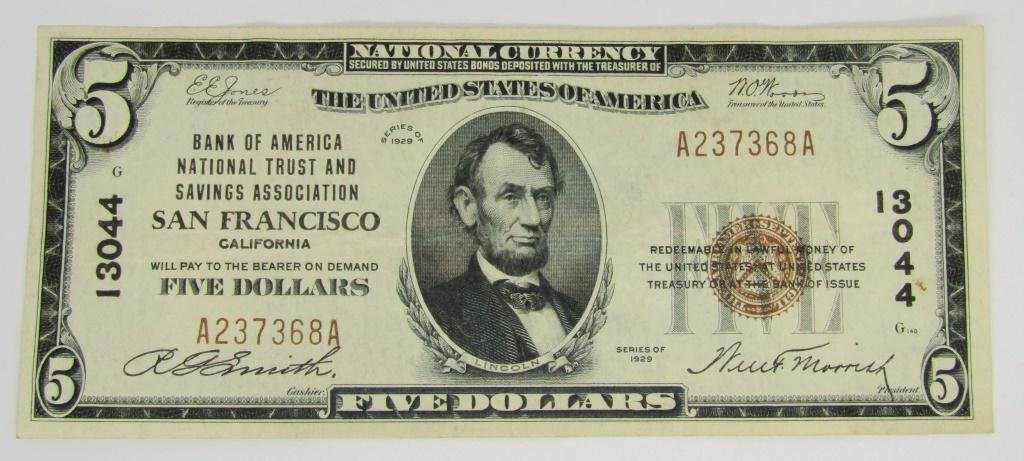 NATIONAL CURRENCY
SECURED BY UNITED STATES BONDS DEPOSITED WITH THE TREASURER OF
THE UNITED STATES OF AMERICA
5
5
E E Jones
Register of the Treasury
W. O. Woods
Treasurer of the United States
BANK OF AMERICA
NATIONAL TRUST AND
SAVINGS ASSOCIATION
SAN FRANCISCO
CALIFORNIA
WILL PAY TO THE BEARER ON DEMAND
FIVE DOLLARS
G
13044
SERIES OF
1929
A237368A
A237368A
13044
FIVE
REDEEMABLE IN LAWFUL MONEY OF
THE UNITED STATES AT UNITED STATES
TREASURY OR AT THE BANK OF ISSUE
G140
SERIES OF
1929
LINCOLN
R G Smith.
Cashier
President
5
5
FIVE DOLLARS